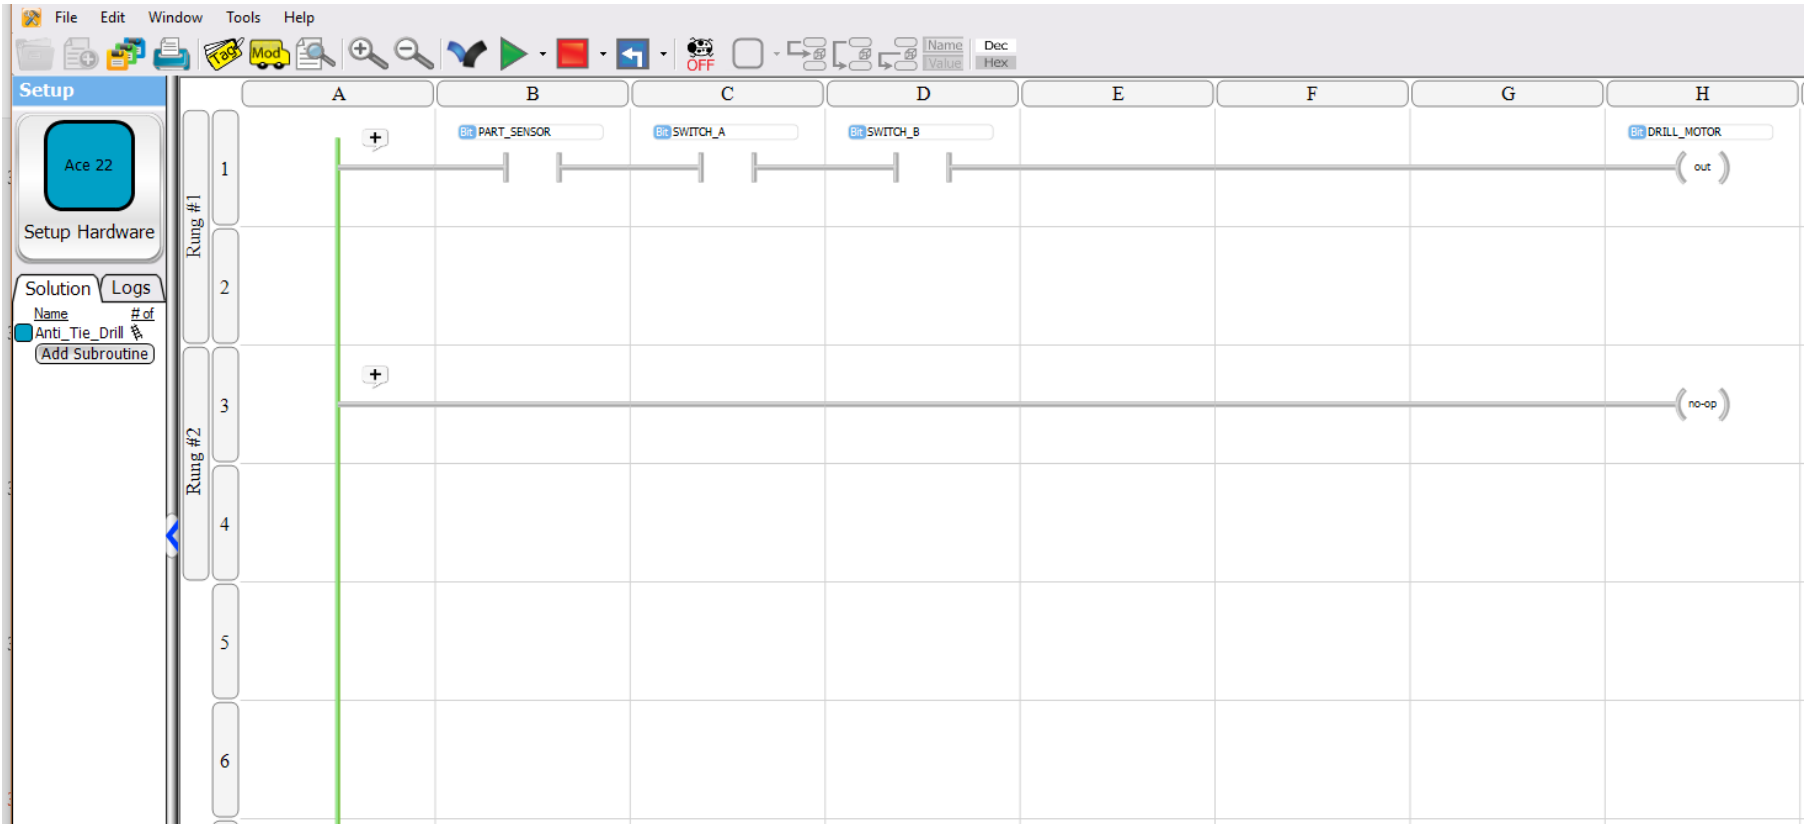 File Edit Window Tools Help
Tag Mod OFF Name Value Dec Hex
Setup
Ace 22
Setup Hardware
Solution Logs
Name # of
Anti_Tie_Drill
Add Subroutine
A B C D E F G H
Rung #1
1
Bit PART_SENSOR Bit SWITCH_A Bit SWITCH_B Bit DRILL_MOTOR
out
2
Rung #2
3
no-op
4
5
6